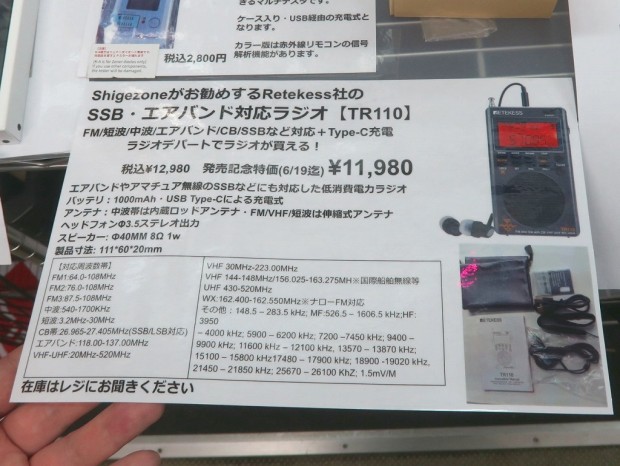 きるマルチテスタです。
ケース入り・USB経由の充電式と
なります。
カラー版は赤外線リモコンの信号
解析機能があります。
税込2,800円
Shigezoneがお勧めするRetekess社の
SSB・エアバンド対応ラジオ【TR110】
FM/短波/中波/エアバンド/CB/SSBなど対応＋Type-C充電
ラジオデパートでラジオが買える！
税込¥12,980 発売記念特価(6/19迄)¥11,980
エアバンドやアマチュア無線のSSBなどにも対応した低消費電力ラジオ
バッテリ：1000mAh・USB Type-Cによる充電式
アンテナ：中波帯は内蔵ロッドアンテナ・FM/VHF/短波は伸縮式アンテナ
ヘッドフォンΦ3.5ステレオ出力
スピーカー：Φ40MM 8Ω 1w
製品寸法：111*60*20mm
【対応周波数帯】
FM1:64.0-108MHz
FM2:76.0-108MHz
FM3:87.5-108MHz
中波:540-1700KHz
短波:3.2MHz-30MHz
CB帯:26.965-27.405MHz(SSB/LSB対応)
エアバンド:118.00-137.00MHz
VHF-UHF:20MHz-520MHz
VHF 30MHz-223.00MHz
VHF 144-148MHz/156.025-163.275MH※国際船舶無線等
UHF 430-520MHz
WX:162.400-162.550MHz※ナローFM対応
その他：148.5 – 283.5 kHz; MF:526.5 – 1606.5 kHz;HF:
3950
– 4000 kHz; 5900 – 6200 kHz; 7200 –7450 kHz; 9400 –
9900 kHz; 11600 – 12100 kHz; 13570 – 13870 kHz;
15100 – 15800 kHz17480 – 17900 kHz; 18900 -19020 kHz,
21450 – 21850 kHz; 25670 – 26100 KhZ; 1.5mV/M
RETEKESS
TR110
在庫はレジにお聞きください